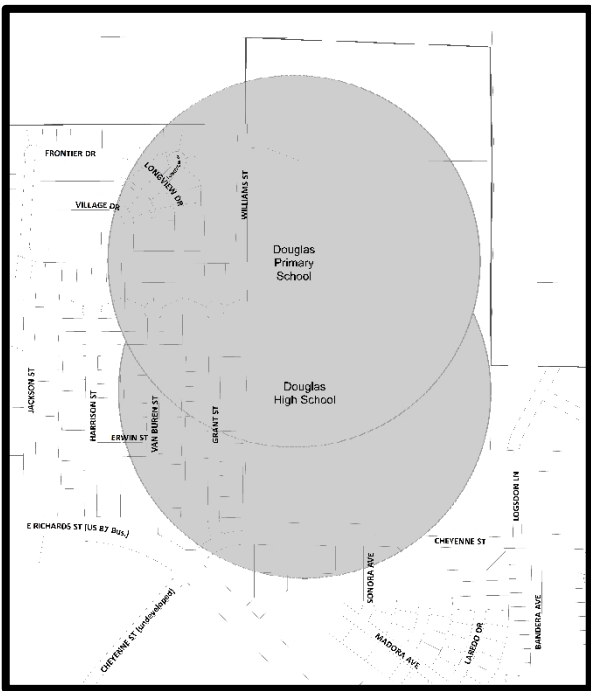 FRONTIER DR
LONGVIEW DR
VILLAGE DR
WILLIAMS ST
Douglas
Primary
School
JACKSON ST
HARRISON ST
VAN BUREN ST
ERWIN ST
GRANT ST
Douglas
High School
E RICHARDS ST (US 87 Bus.)
CHEYENNE ST
LOGSDON LN
SONORA AVE
CHEYENNE ST (undeveloped)
MADORA AVE
LAREDO DR
BANDERA AVE